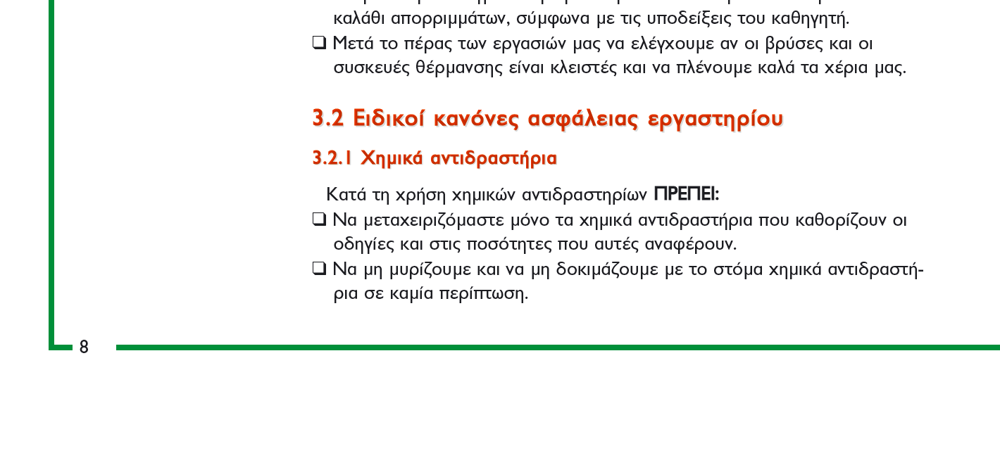 καλάθι απορριμμάτων, σύμφωνα με τις υποδείξεις του καθηγητή.
❑ Μετά το πέρας των εργασιών μας να ελέγχουμε αν οι βρύσες και οι
συσκευές θέρμανσης είναι κλειστές και να πλένουμε καλά τα χέρια μας.
3.2 Ειδικοί κανόνες ασφάλειας εργαστηρίου
3.2.1 Χημικά αντιδραστήρια
Κατά τη χρήση χημικών αντιδραστηρίων ΠΡΕΠΕΙ:
❑ Να μεταχειριζόμαστε μόνο τα χημικά αντιδραστήρια που καθορίζουν οι
οδηγίες και στις ποσότητες που αυτές αναφέρουν.
❑ Να μη μυρίζουμε και να μη δοκιμάζουμε με το στόμα χημικά αντιδραστή-
ρια σε καμία περίπτωση.
8